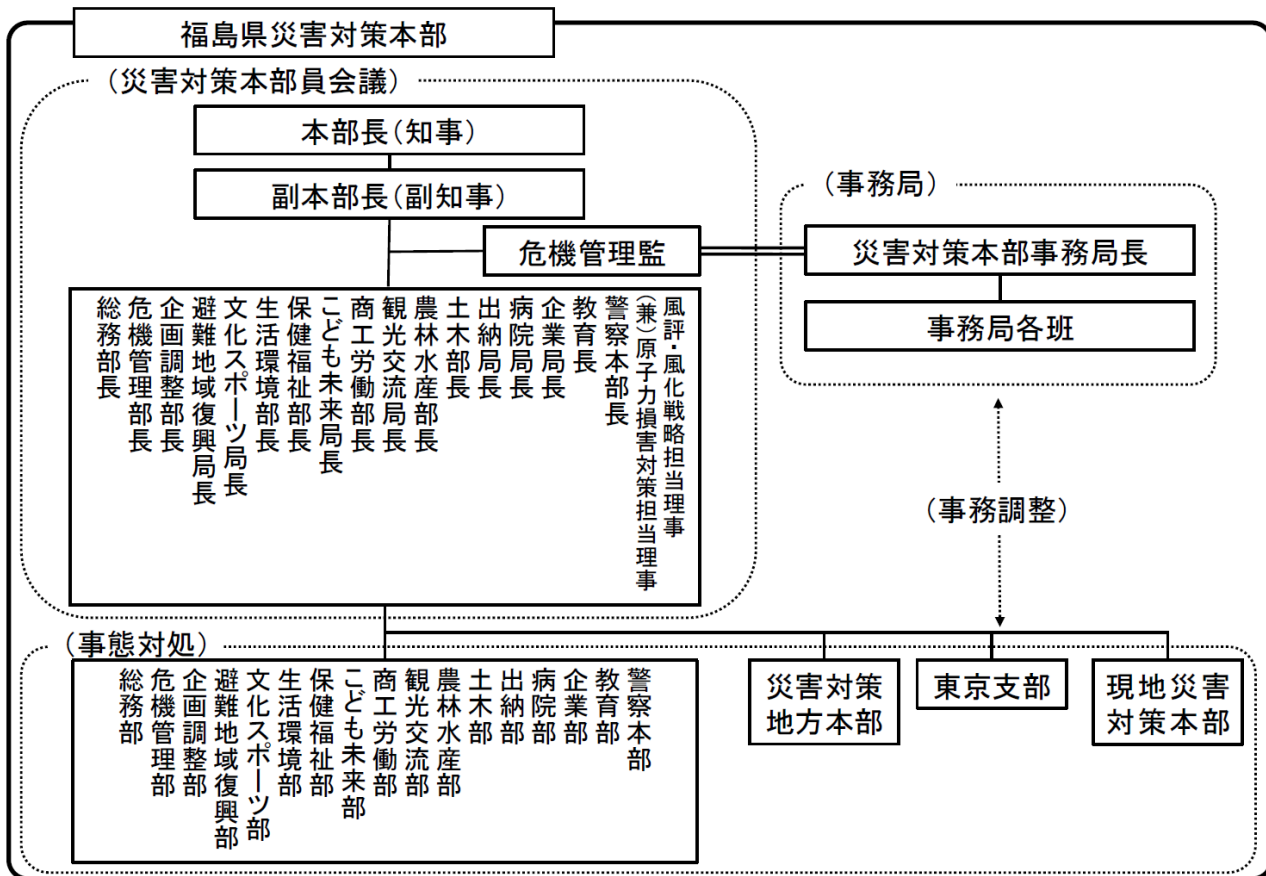 福島県災害対策本部
（災害対策本部員会議）
本部長（知事）
副本部長（副知事）
危機管理監
総務部長
危機管理部長
企画調整部長
避難地域復興局長
文化スポーツ局長
生活環境部長
保健福祉部長
こども未来局長
商工労働部長
観光交流局長
農林水産部長
土木部長
出納局長
病院局長
企業局長
教育長
警察本部長
風評・風化戦略担当理事
（兼）原子力損害対策担当理事
（事務局）
災害対策本部事務局長
事務局各班
（事務調整）
（事態対処）
総務部
危機管理部
企画調整部
避難地域復興部
文化スポーツ部
生活環境部
保健福祉部
こども未来部
商工労働部
観光交流部
農林水産部
土木部
出納部
病院部
企業部
教育部
警察本部
災害対策
地方本部
東京支部
現地災害
対策本部